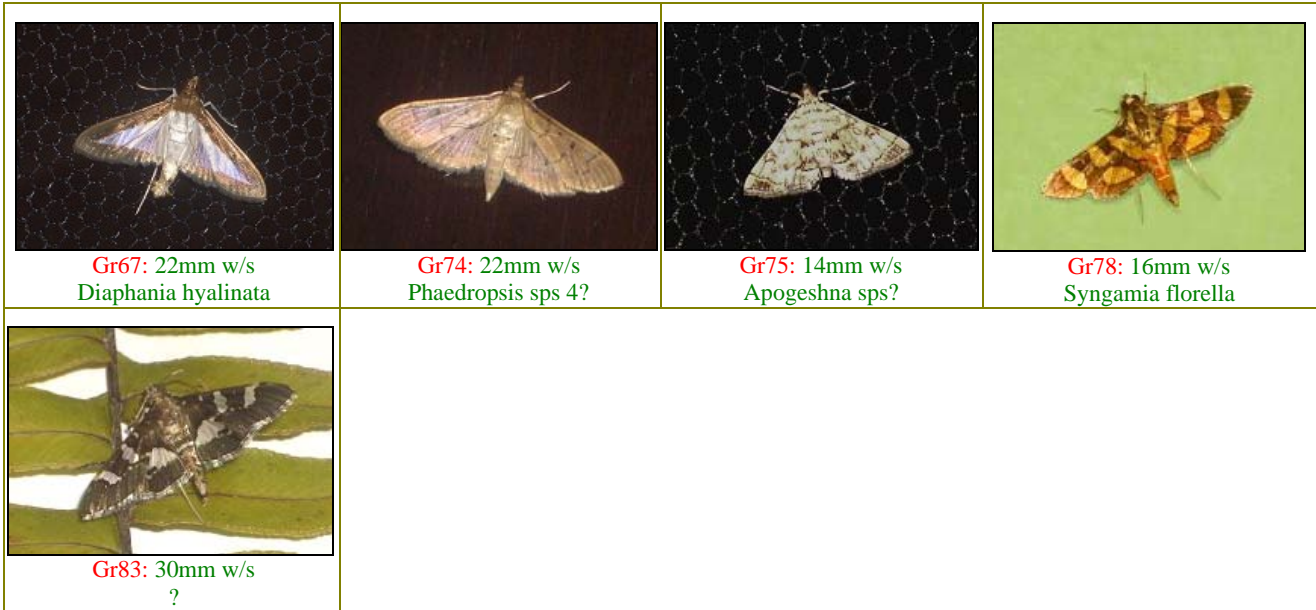 Gr67: 22mm w/s
Diaphania hyalinata
Gr74: 22mm w/s
Phaedropsis sps 4?
Gr75: 14mm w/s
Apogeshna sps?
Gr78: 16mm w/s
Syngamia florella
Gr83: 30mm w/s
?